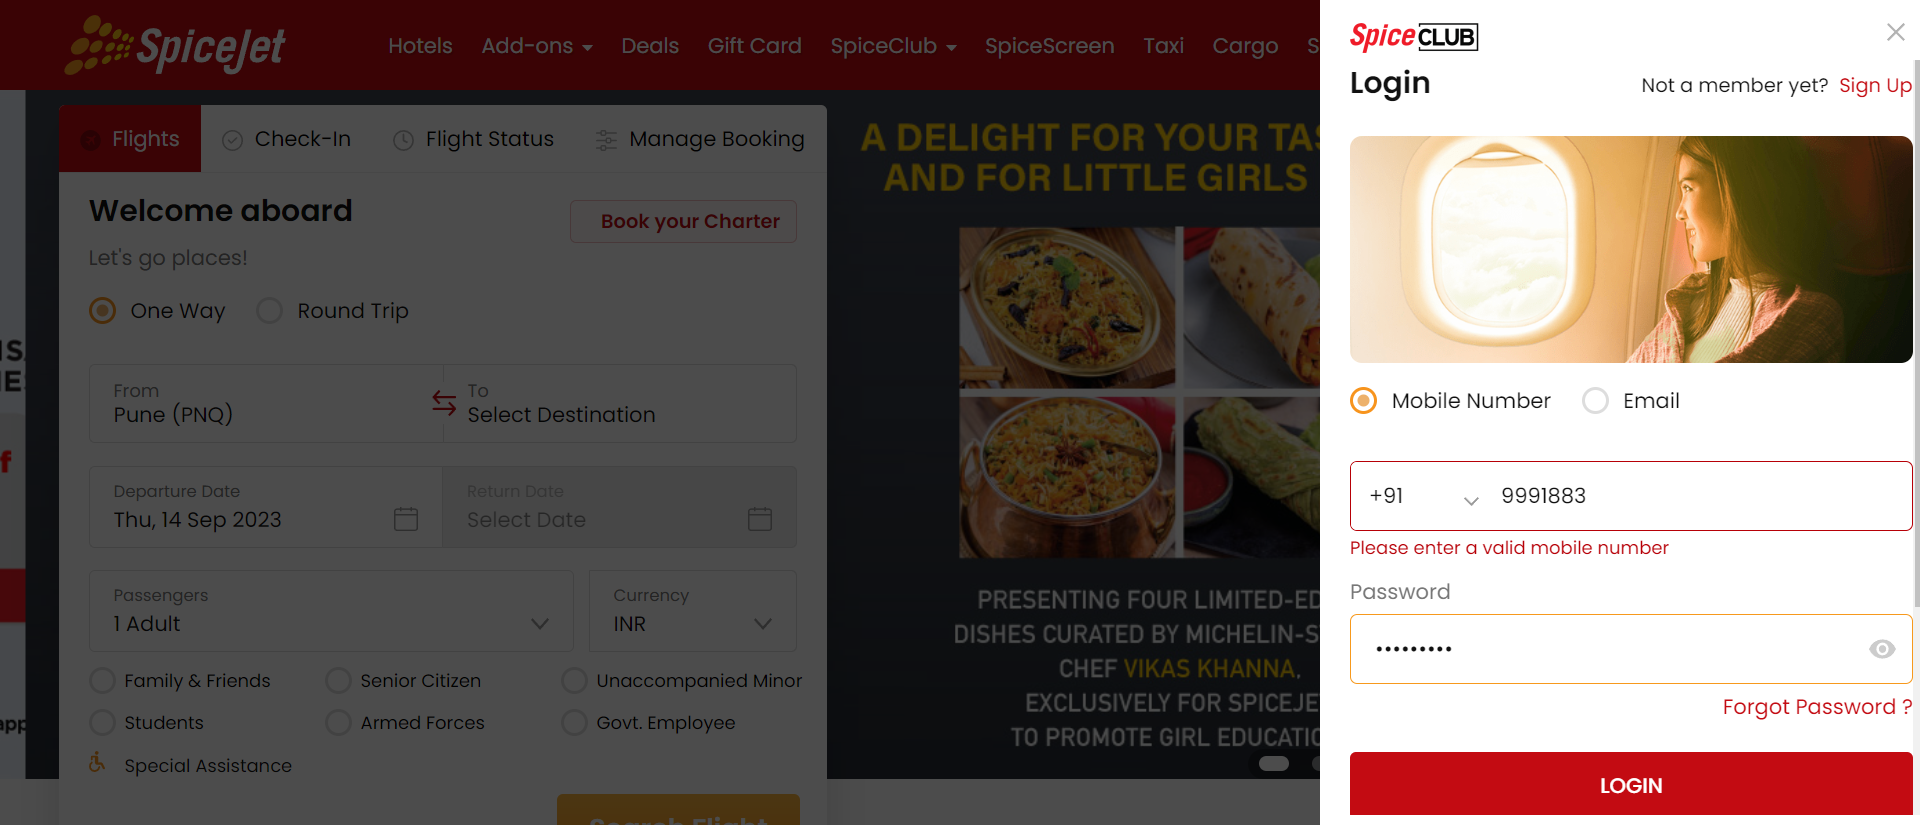 SpiceJet
Hotels Add-ons Deals Gift Card SpiceClub SpiceScreen Taxi Cargo S
Flights Check-In Flight Status Manage Booking
Welcome aboard
Book your Charter
Let's go places!
One Way Round Trip
From
Pune (PNQ)
To
Select Destination
Departure Date
Thu, 14 Sep 2023
Return Date
Select Date
Passengers
1 Adult
Currency
INR
Family & Friends Senior Citizen Unaccompanied Minor
Students Armed Forces Govt. Employee
Special Assistance
Search Flight
A DELIGHT FOR YOUR TAS
AND FOR LITTLE GIRLS
PRESENTING FOUR LIMITED-ED
DISHES CURATED BY MICHELIN-S
CHEF VIKAS KHANNA,
EXCLUSIVELY FOR SPICEJE
TO PROMOTE GIRL EDUCATIO
SpiceCLUB
Login
Not a member yet? Sign Up
Mobile Number Email
+91 9991883
Please enter a valid mobile number
Password
•••••••••
Forgot Password ?
LOGIN